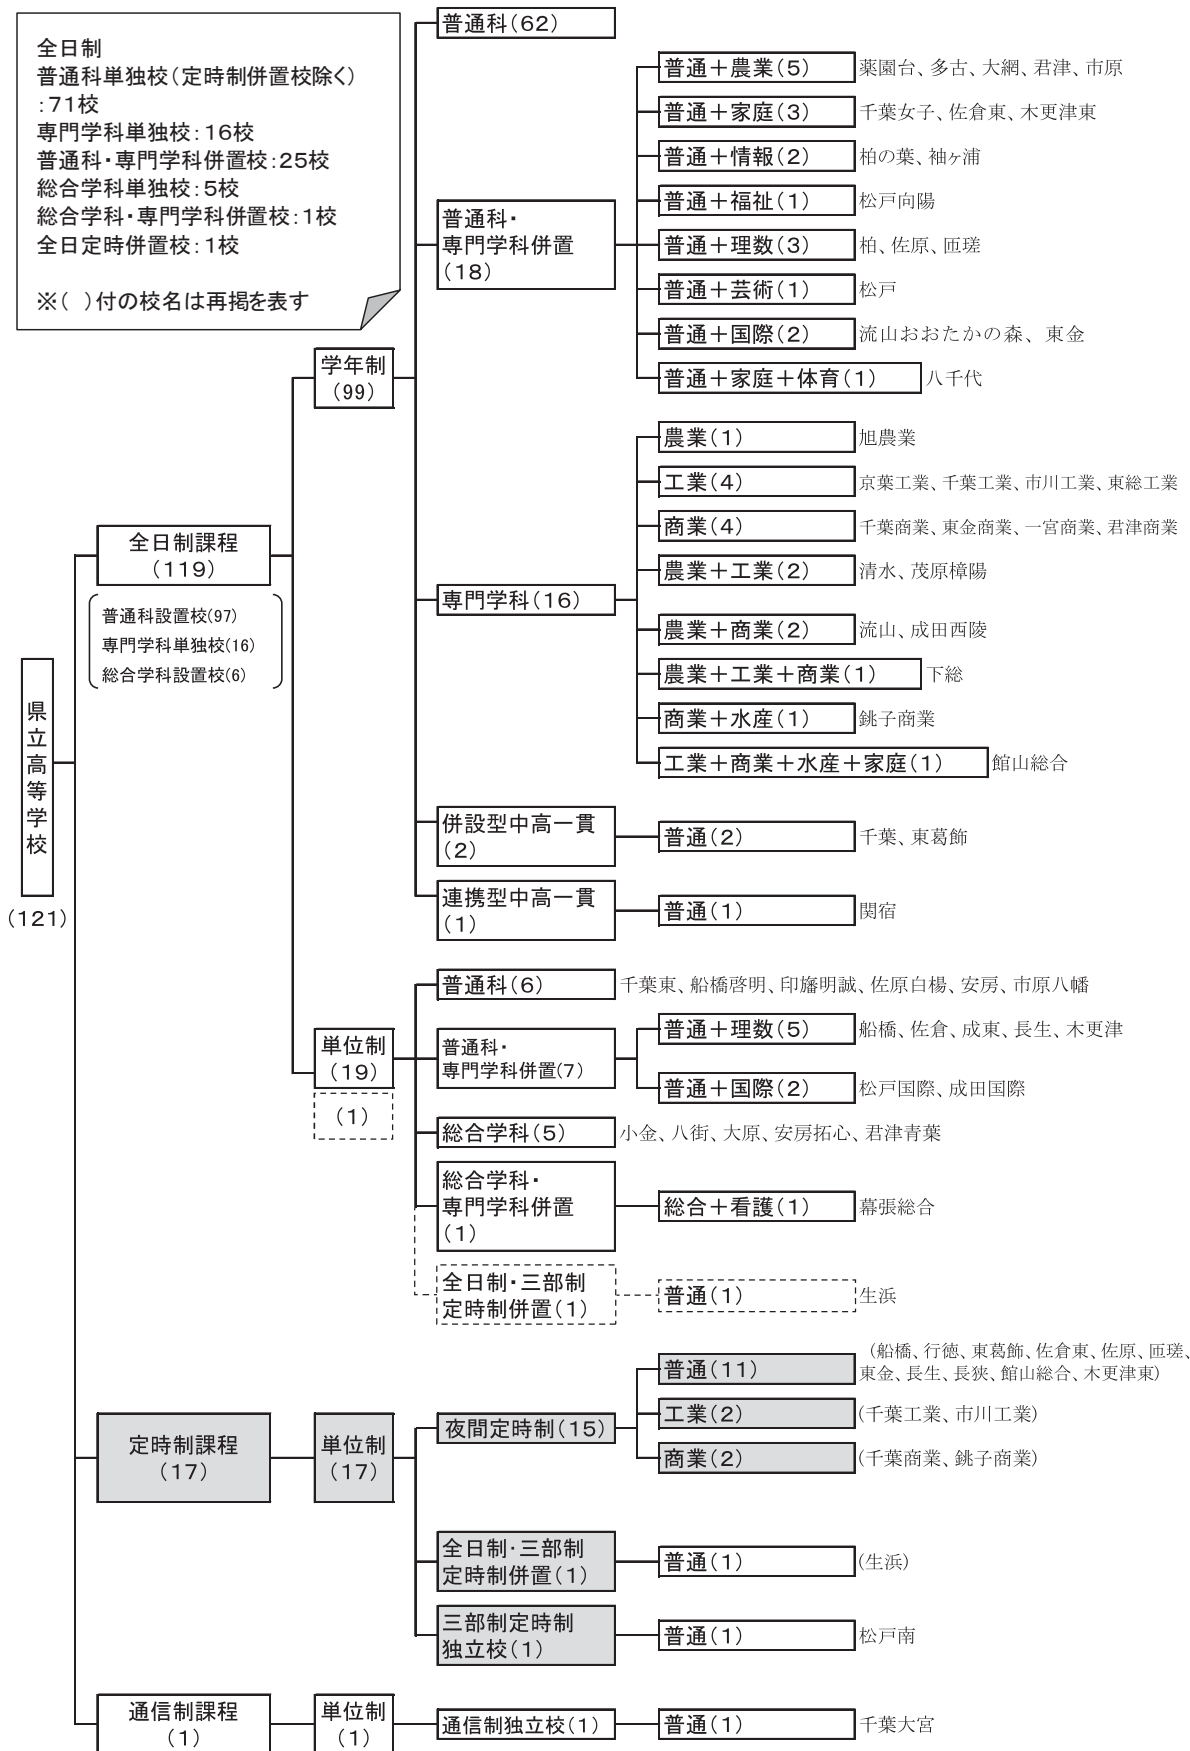 全日制
普通科単独校（定時制併置校除く）
：71校
専門学科単独校：16校
普通科・専門学科併置校：25校
総合学科単独校：5校
総合学科・専門学科併置校：1校
全日定時併置校：1校
※（ ）付の校名は再掲を表す
県立高等学校
（121）
全日制課程
（119）
普通科設置校(97)
専門学科単独校(16)
総合学科設置校(6)
学年制
（99）
普通科（62）
普通科・
専門学科併置
（18）
普通＋農業（5） 薬園台、多古、大網、君津、市原
普通＋家庭（3） 千葉女子、佐倉東、木更津東
普通＋情報（2） 柏の葉、袖ヶ浦
普通＋福祉（1） 松戸向陽
普通＋理数（3） 柏、佐原、匝瑳
普通＋芸術（1） 松戸
普通＋国際（2） 流山おおたかの森、東金
普通＋家庭＋体育（1） 八千代
専門学科（16）
農業（1） 旭農業
工業（4） 京葉工業、千葉工業、市川工業、東総工業
商業（4） 千葉商業、東金商業、一宮商業、君津商業
農業＋工業（2） 清水、茂原樟陽
農業＋商業（2） 流山、成田西陵
農業＋工業＋商業（1） 下総
商業＋水産（1） 銚子商業
工業＋商業＋水産＋家庭（1） 館山総合
併設型中高一貫
（2）
普通（2） 千葉、東葛飾
連携型中高一貫
（1）
普通（1） 関宿
単位制
（19）
（1）
普通科（6） 千葉東、船橋啓明、印旛明誠、佐原白楊、安房、市原八幡
普通科・
専門学科併置(7)
普通＋理数（5） 船橋、佐倉、成東、長生、木更津
普通＋国際（2） 松戸国際、成田国際
総合学科（5） 小金、八街、大原、安房拓心、君津青葉
総合学科・
専門学科併置
（1）
総合＋看護（1） 幕張総合
全日制・三部制
定時制併置（1）
普通（1） 生浜
定時制課程
（17）
単位制
（17）
夜間定時制（15）
普通（11） （船橋、行徳、東葛飾、佐倉東、佐原、匝瑳、
東金、長生、長狭、館山総合、木更津東）
工業（2） （千葉工業、市川工業）
商業（2） （千葉商業、銚子商業）
全日制・三部制
定時制併置（1）
普通（1） （生浜）
三部制定時制
独立校（1）
普通（1） 松戸南
通信制課程
（1）
単位制
（1）
通信制独立校（1）
普通（1） 千葉大宮